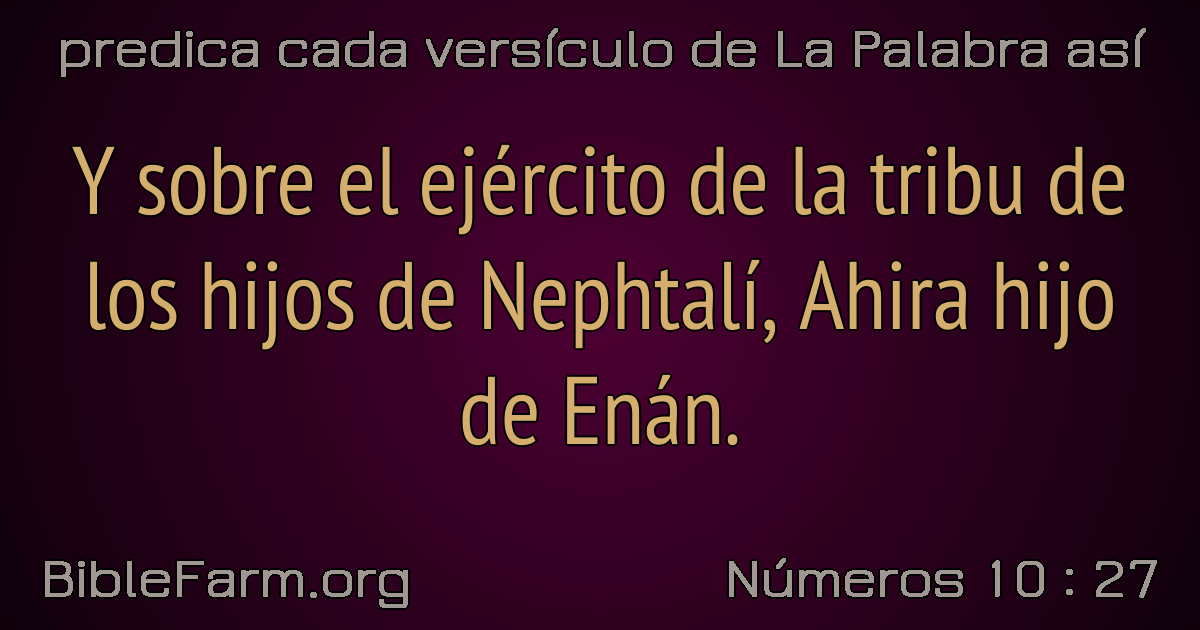 predica cada versículo de La Palabra así
Y sobre el ejército de la tribu de
los hijos de Nephtalí, Ahira hijo
de Enán.
BibleFarm.org
Números 10 : 27